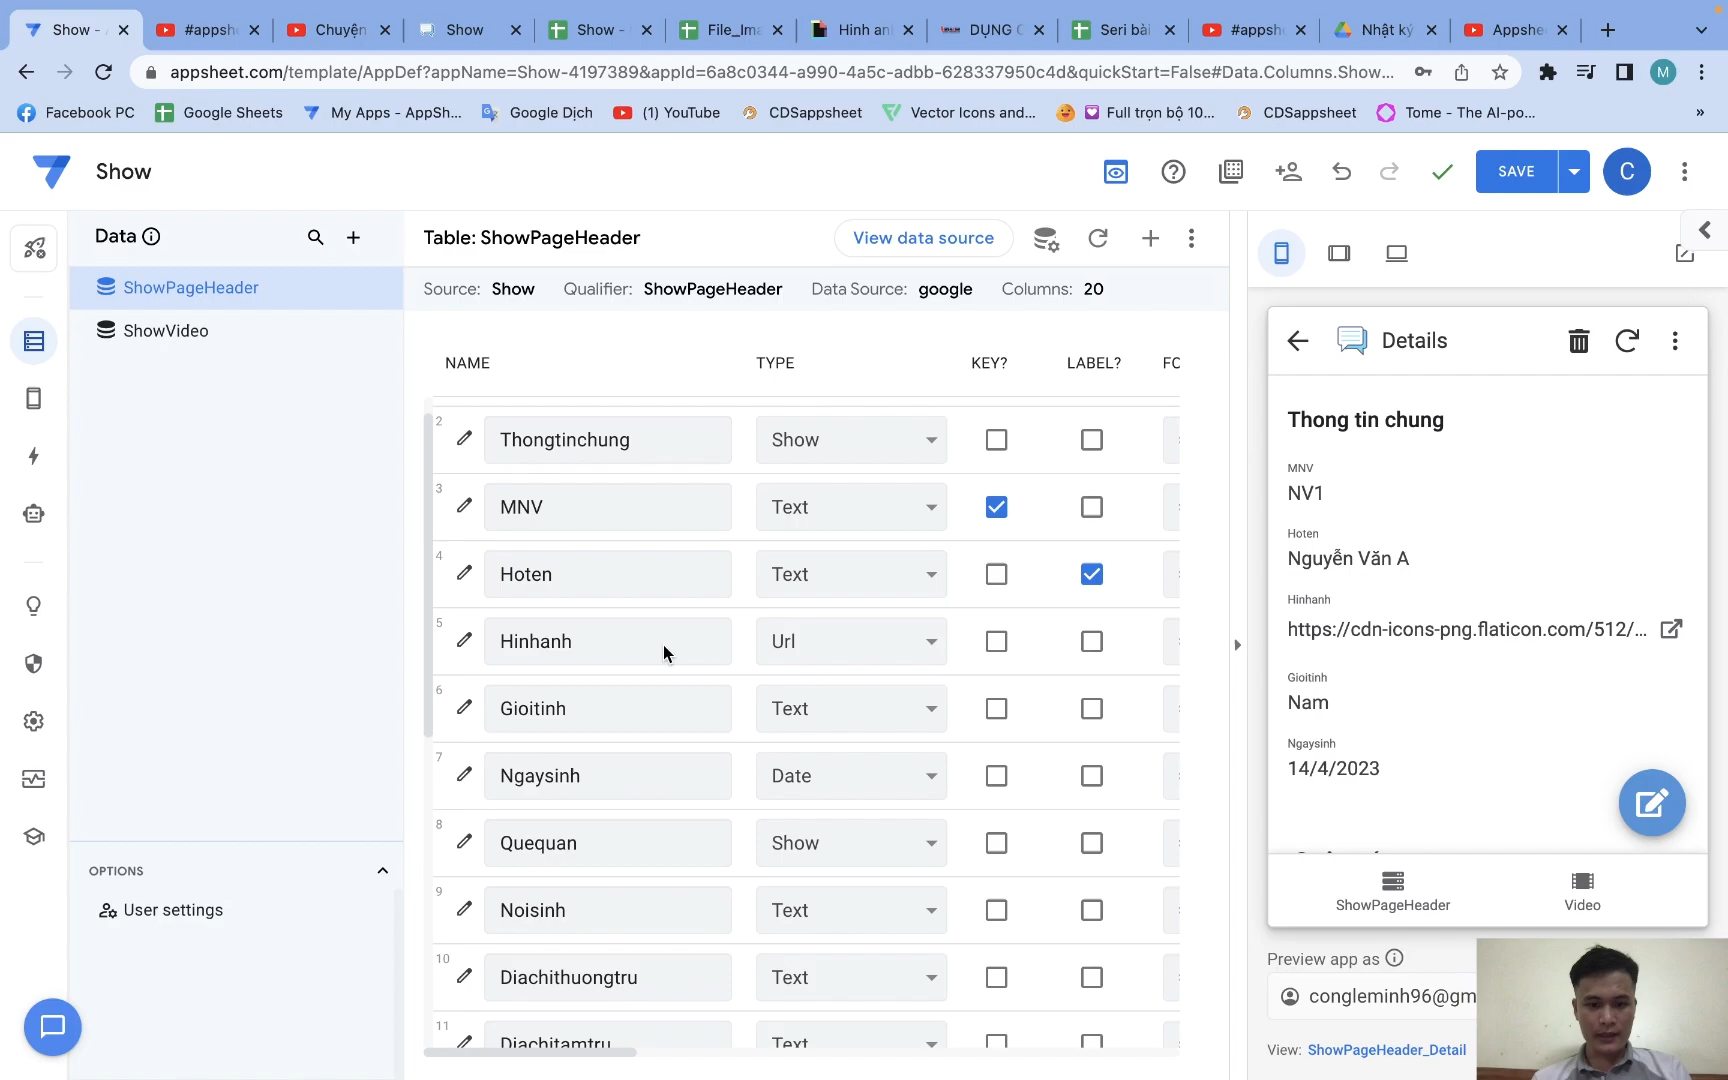 Show -
#appsh
Chuyện
Show
Show -
File_Ima
Hinh an
DỤNG C
Seri bài
#appsh
Nhật ký
Appshe
appsheet.com/template/AppDef?appName=Show-4197389&appId=6a8c0344-a990-4a5c-adbb-628337950c4d&quickStart=False#Data.Columns.Show...
M
Facebook PC
Google Sheets
My Apps - AppSh...
Google Dịch
(1) YouTube
CDSappsheet
Vector Icons and...
Full trọn bộ 10...
CDSappsheet
Tome - The AI-po...
»
Show
SAVE
C
Data
ShowPageHeader
ShowVideo
OPTIONS
User settings
Table: ShowPageHeader
View data source
Source: Show Qualifier: ShowPageHeader Data Source: google Columns: 20
NAME TYPE KEY? LABEL? FO
2 Thongtinchung Show
3 MNV Text
4 Hoten Text
5 Hinhanh Url
6 Gioitinh Text
7 Ngaysinh Date
8 Quequan Show
9 Noisinh Text
10 Diachithuongtru Text
11 Diachitamtru Text
Details
Thong tin chung
MNV
NV1
Hoten
Nguyễn Văn A
Hinhanh
https://cdn-icons-png.flaticon.com/512/...
Gioitinh
Nam
Ngaysinh
14/4/2023
ShowPageHeader
Video
Preview app as
congleminh96@gm
View: ShowPageHeader_Detail